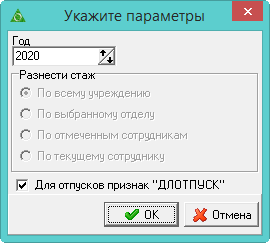 Укажите параметры
Год
2020
Разнести стаж
По всему учреждению
По выбранному отделу
По отмеченным сотрудникам
По текущему сотруднику
Для отпусков признак "ДЛОТПУСК"
OK
Отмена